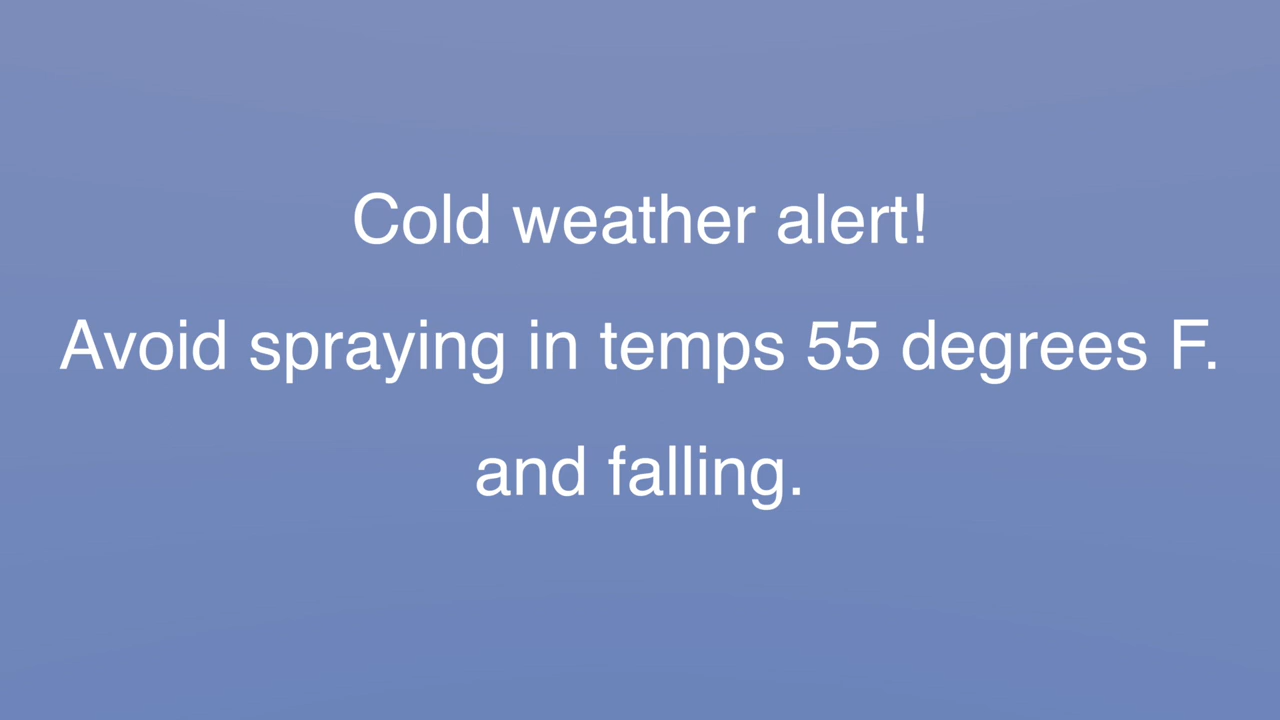 Cold weather alert!
Avoid spraying in temps 55 degrees F.
and falling.